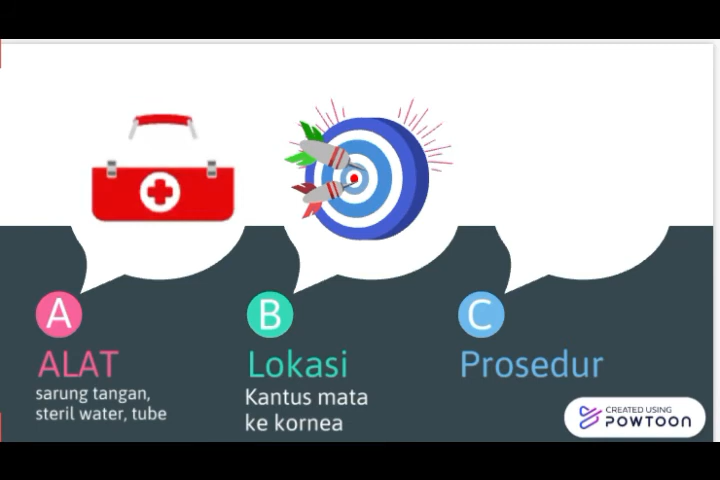 A
ALAT
sarung tangan,
steril water, tube
B
Lokasi
Kantus mata
ke kornea
C
Prosedur
CREATED USING
POWTOON